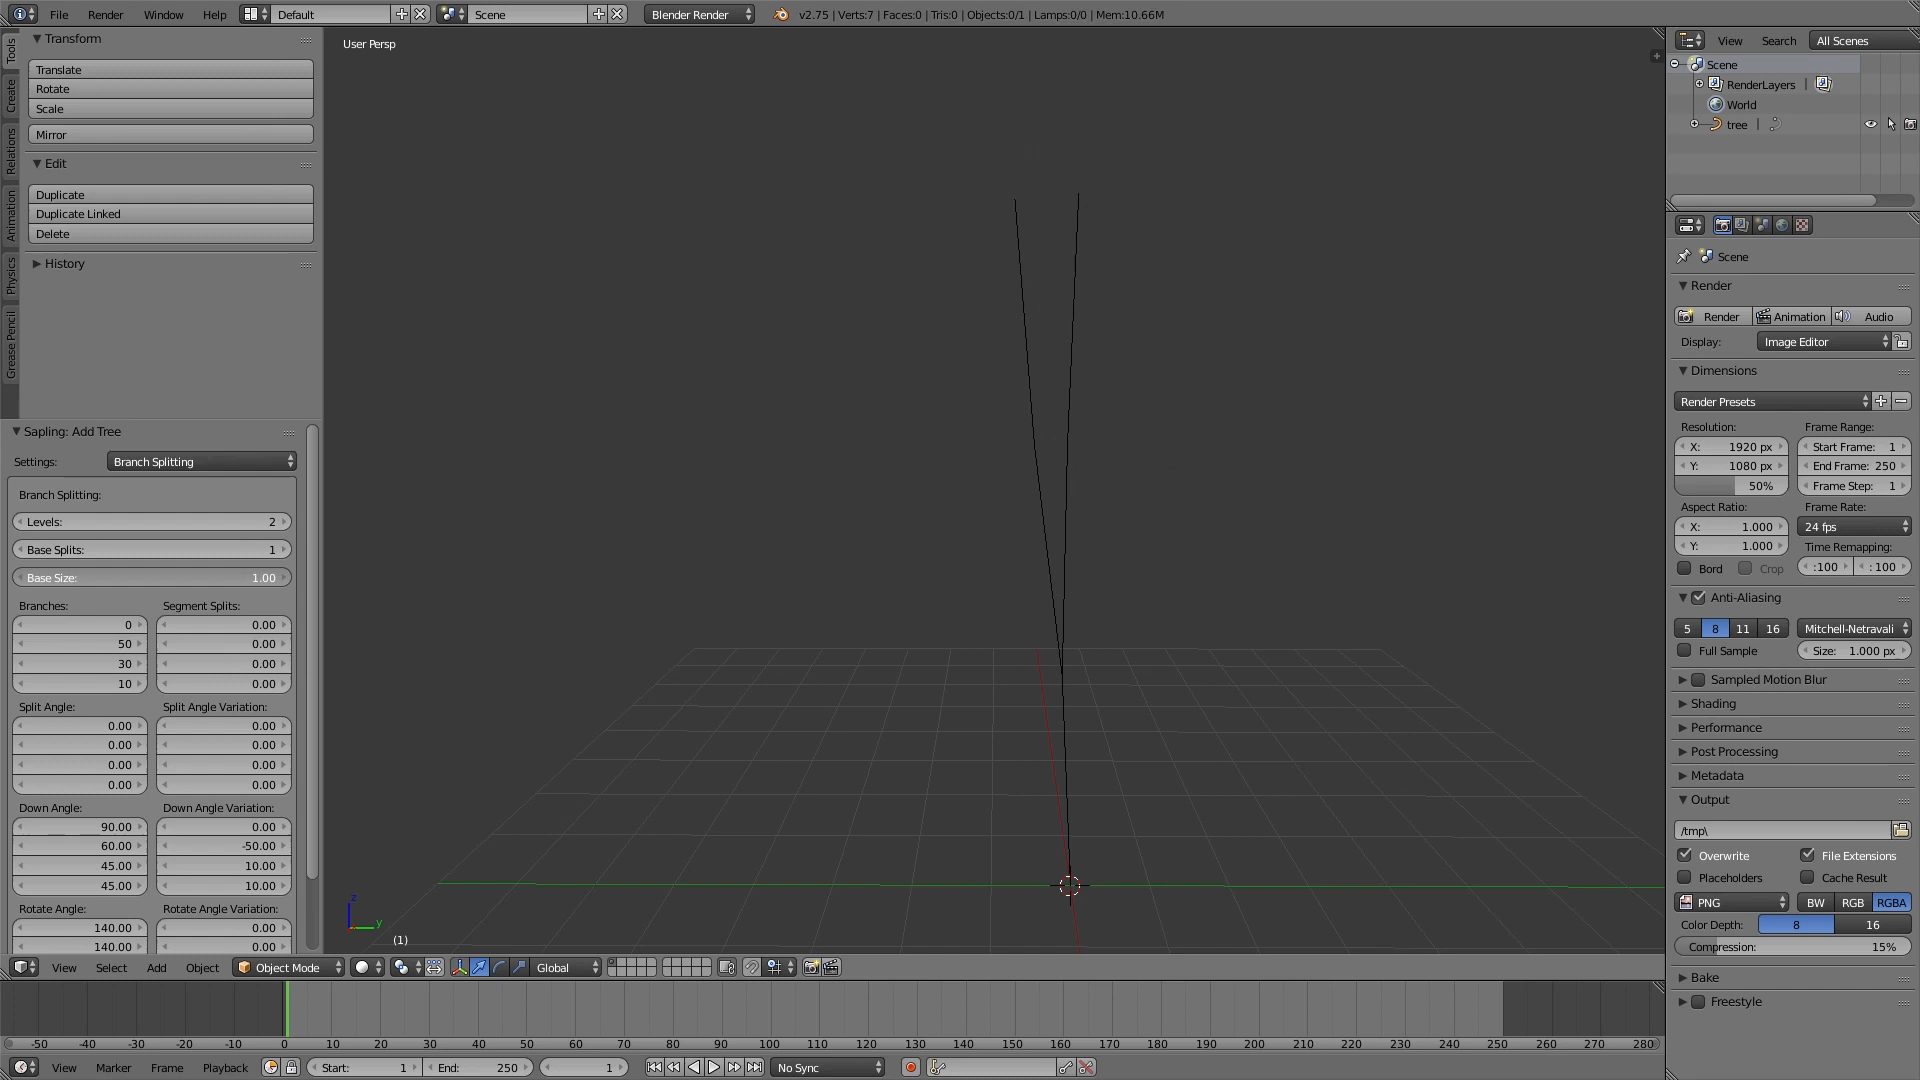 File Render Window Help Default Scene Blender Render v2.75 | Verts:7 | Faces:0 | Tris:0 | Objects:0/1 | Lamps:0/0 | Mem:10.66M
Tools
Create
Relations
Animation
Physics
Grease Pencil
Transform
Translate
Rotate
Scale
Mirror
Edit
Duplicate
Duplicate Linked
Delete
History
Sapling: Add Tree
Settings: Branch Splitting
Branch Splitting:
Levels: 2
Base Splits: 1
Base Size: 1.00
Branches: Segment Splits:
0 0.00
50 0.00
30 0.00
10 0.00
Split Angle: Split Angle Variation:
0.00 0.00
0.00 0.00
0.00 0.00
0.00 0.00
Down Angle: Down Angle Variation:
90.00 0.00
60.00 -50.00
45.00 10.00
45.00 10.00
Rotate Angle: Rotate Angle Variation:
140.00 0.00
140.00 0.00
User Persp
z
y
(1)
View Select Add Object Object Mode Global
-50 -40 -30 -20 -10 0 10 20 30 40 50 60 70 80 90 100 110 120 130 140 150 160 170 180 190 200 210 220 230 240 250 260 270 280
View Marker Frame Playback Start: 1 End: 250 1 No Sync
View Search All Scenes
Scene
RenderLayers |
World
tree |
Scene
Render
Render Animation Audio
Display: Image Editor
Dimensions
Render Presets
Resolution: Frame Range:
X: 1920 px Start Frame: 1
Y: 1080 px End Frame: 250
50% Frame Step: 1
Aspect Ratio: Frame Rate:
X: 1.000 24 fps
Y: 1.000 Time Remapping:
Bord Crop :100 : 100
Anti-Aliasing
5 8 11 16 Mitchell-Netravali
Full Sample Size: 1.000 px
Sampled Motion Blur
Shading
Performance
Post Processing
Metadata
Output
/tmp\
Overwrite File Extensions
Placeholders Cache Result
PNG BW RGB RGBA
Color Depth: 8 16
Compression: 15%
Bake
Freestyle